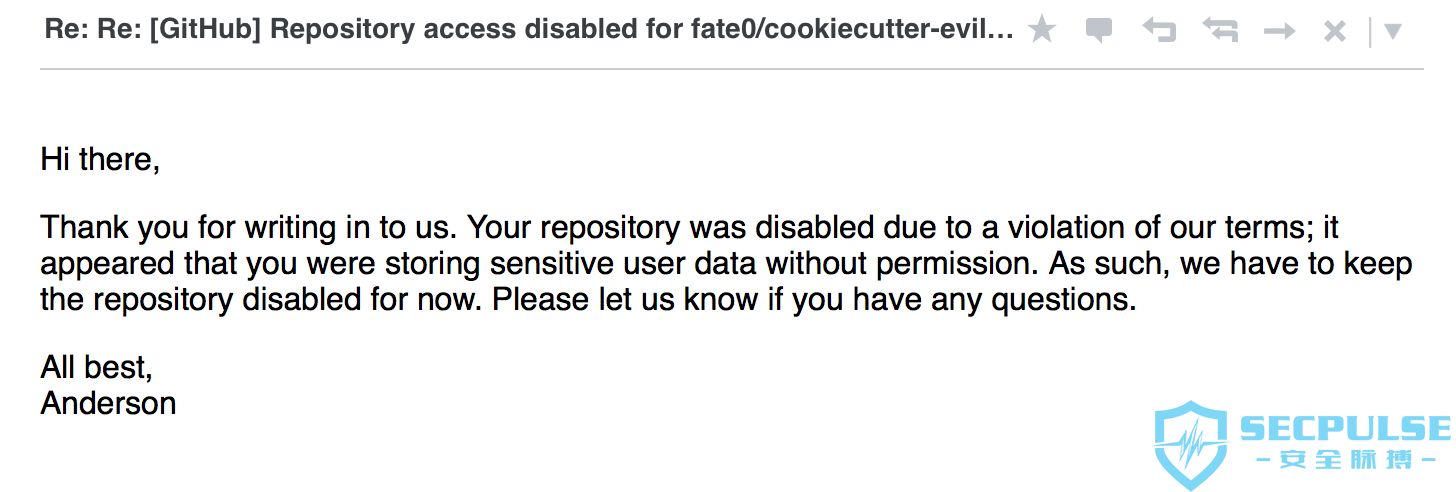 Re: Re: [GitHub] Repository access disabled for fate0/cookiecutter-evil...
Hi there,
Thank you for writing in to us. Your repository was disabled due to a violation of our terms; it
appeared that you were storing sensitive user data without permission. As such, we have to keep
the repository disabled for now. Please let us know if you have any questions.
All best,
Anderson
SECPULSE
- 安全脉搏 -